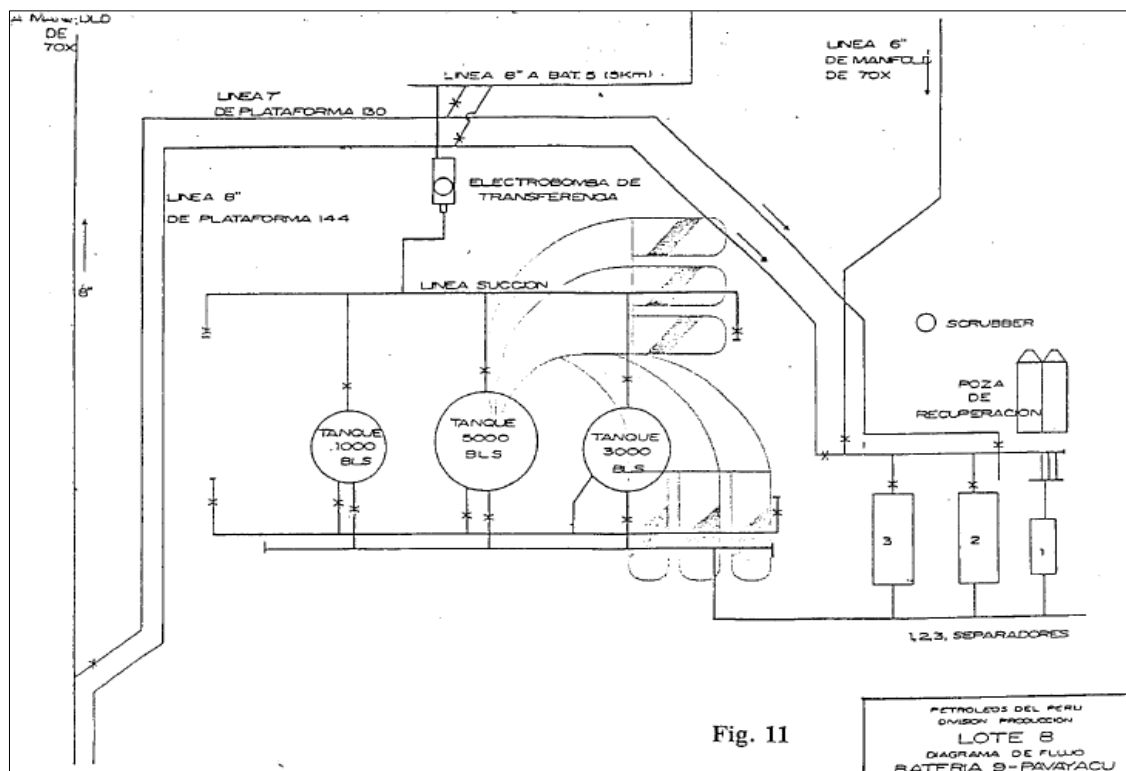 DE
70X
LINEA 8" A BAT. 5 (5Km)
LINEA 7"
DE PLATAFORMA 130
LINEA 6"
DE MANFOLD
DE 70X
ELECTROBOMBA DE
TRANSFERENCIA
LINEA 8"
DE PLATAFORMA 144
8"
LINEA SUCCION
SCRUBBER
POZA
DE
RECUPERACION
TANQUE
1000
BLS
TANQUE
5000
BLS
TANQUE
3000
BLS
3
2
1
1,2,3, SEPARADORES
Fig. 11
PETROLEOS DEL PERU
DIVISION PRODUCCION
LOTE 8
DIAGRAMA DE FLUJO
BATERIA 9-PAVAYACU